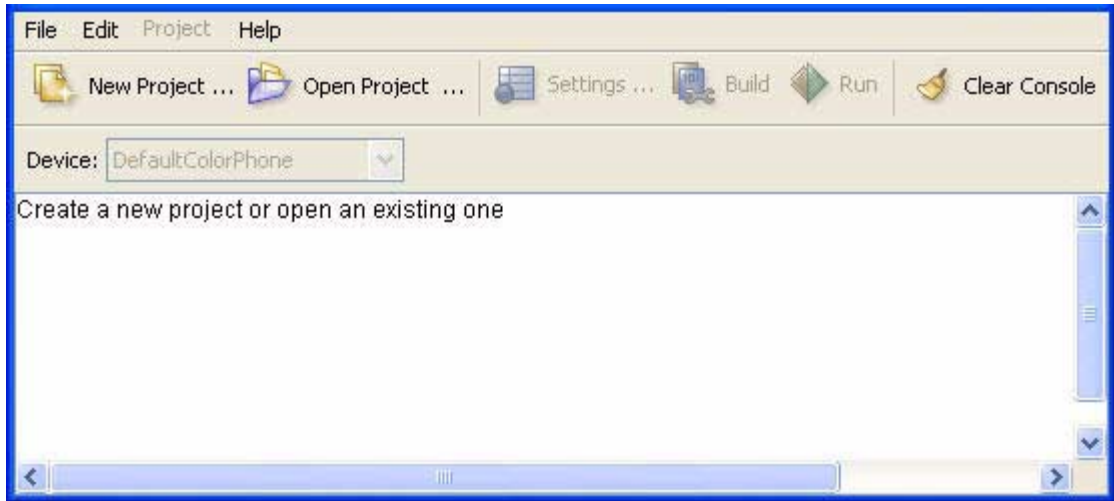 File Edit Project Help
New Project ... Open Project ... Settings ... Build Run Clear Console
Device: DefaultColorPhone
Create a new project or open an existing one